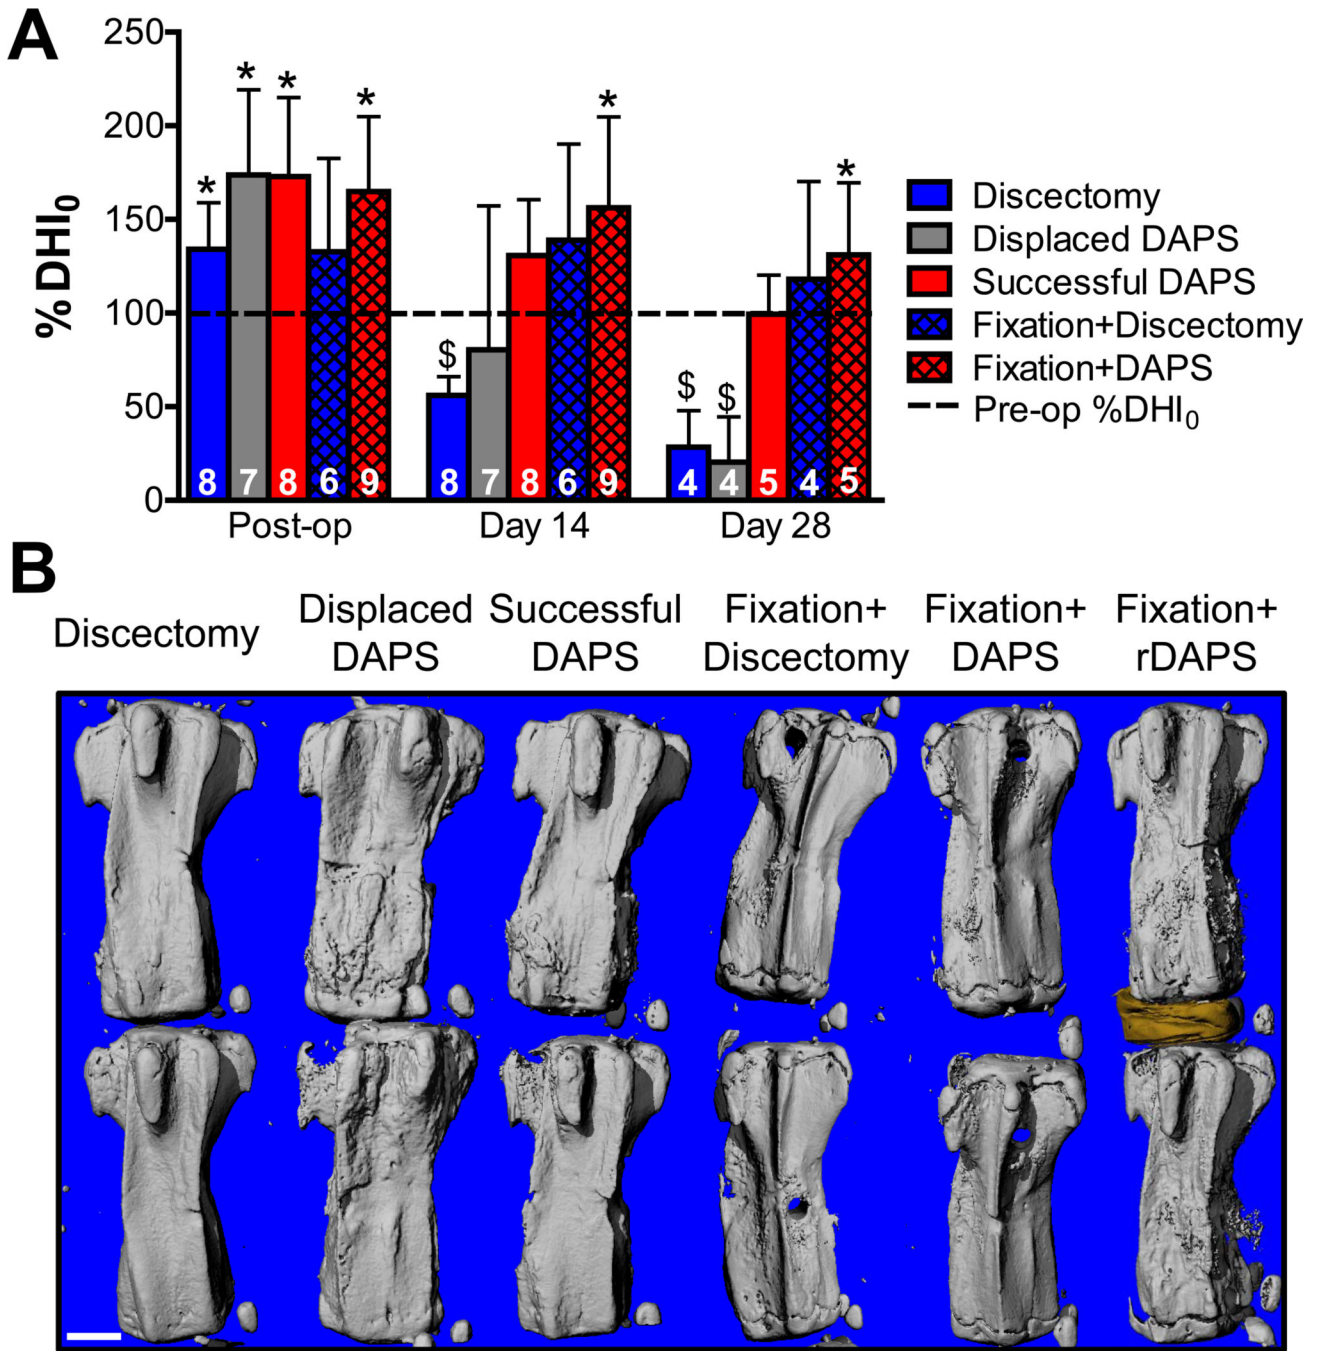 A
250
200
150
100
50
0
%DHI0
* * * * $ * $ $ *
8 7 8 6 9 8 7 8 6 9 4 4 5 4 5
Post-op Day 14 Day 28
Discectomy
Displaced DAPS
Successful DAPS
Fixation+Discectomy
Fixation+DAPS
Pre-op %DHI0
B
Discectomy
Displaced
DAPS
Successful
DAPS
Fixation+
Discectomy
Fixation+
DAPS
Fixation+
rDAPS